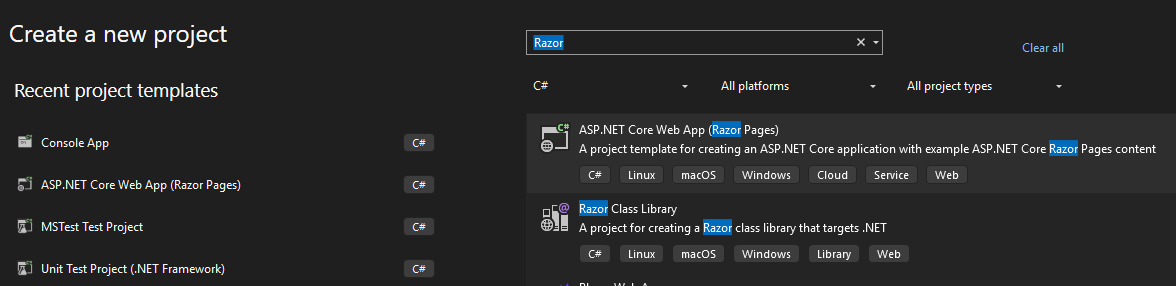 Create a new project
Recent project templates
Console App C#
ASP.NET Core Web App (Razor Pages) C#
MSTest Test Project C#
Unit Test Project (.NET Framework) C#
Razor
Clear all
C# All platforms All project types
ASP.NET Core Web App (Razor Pages)
A project template for creating an ASP.NET Core application with example ASP.NET Core Razor Pages content
C# Linux macOS Windows Cloud Service Web
Razor Class Library
A project for creating a Razor class library that targets .NET
C# Linux macOS Windows Library Web